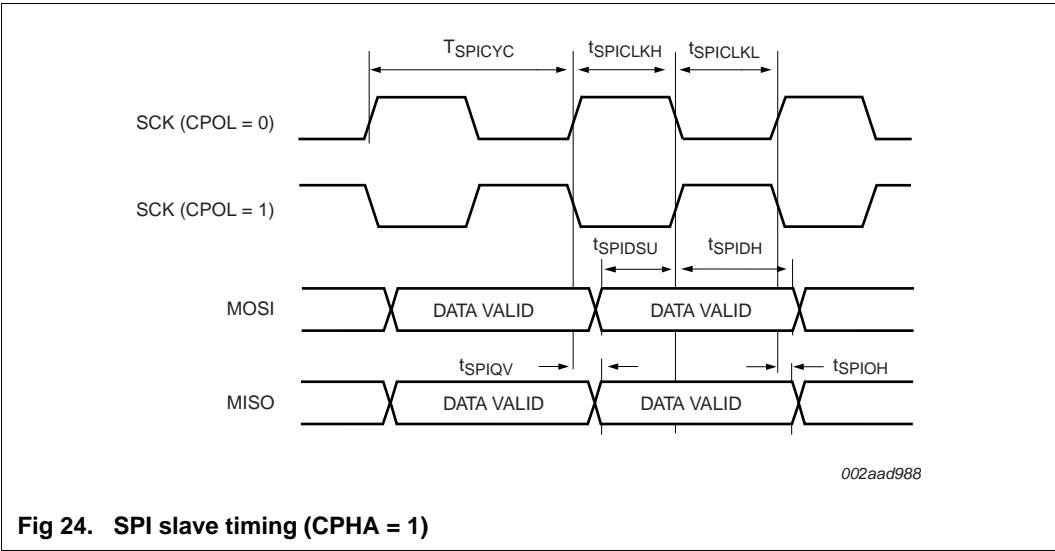 TSPICYC tSPICLKH tSPICLKL
SCK (CPOL = 0)
SCK (CPOL = 1)
tSPIDSU tSPIDH
MOSI DATA VALID DATA VALID
tSPIQV tSPIOH
MISO DATA VALID DATA VALID
002aad988
Fig 24. SPI slave timing (CPHA = 1)